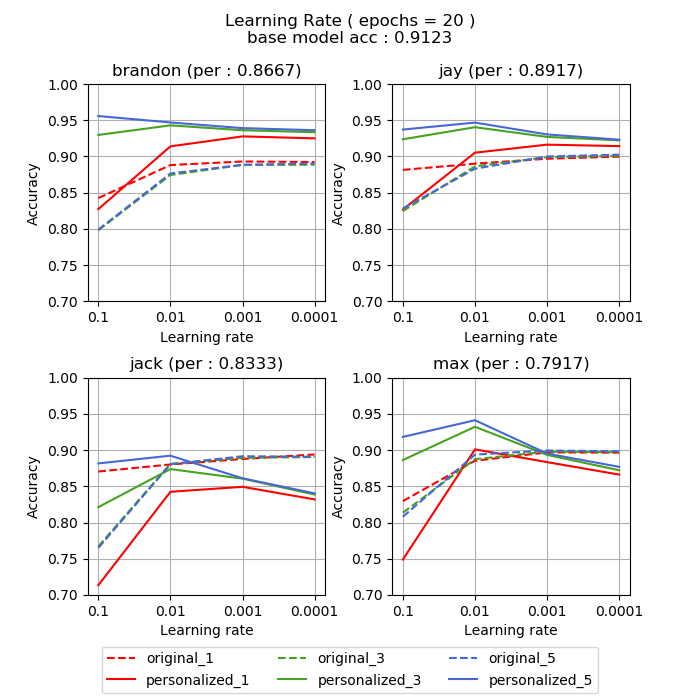 Learning Rate ( epochs = 20 )
base model acc : 0.9123
brandon (per : 0.8667)
1.00
0.95
0.90
0.85
0.80
0.75
0.70
Accuracy
0.1 0.01 0.001 0.0001
Learning rate
jay (per : 0.8917)
1.00
0.95
0.90
0.85
0.80
0.75
0.70
Accuracy
0.1 0.01 0.001 0.0001
Learning rate
jack (per : 0.8333)
1.00
0.95
0.90
0.85
0.80
0.75
0.70
Accuracy
0.1 0.01 0.001 0.0001
Learning rate
max (per : 0.7917)
1.00
0.95
0.90
0.85
0.80
0.75
0.70
Accuracy
0.1 0.01 0.001 0.0001
Learning rate
original_1 original_3 original_5
personalized_1 personalized_3 personalized_5